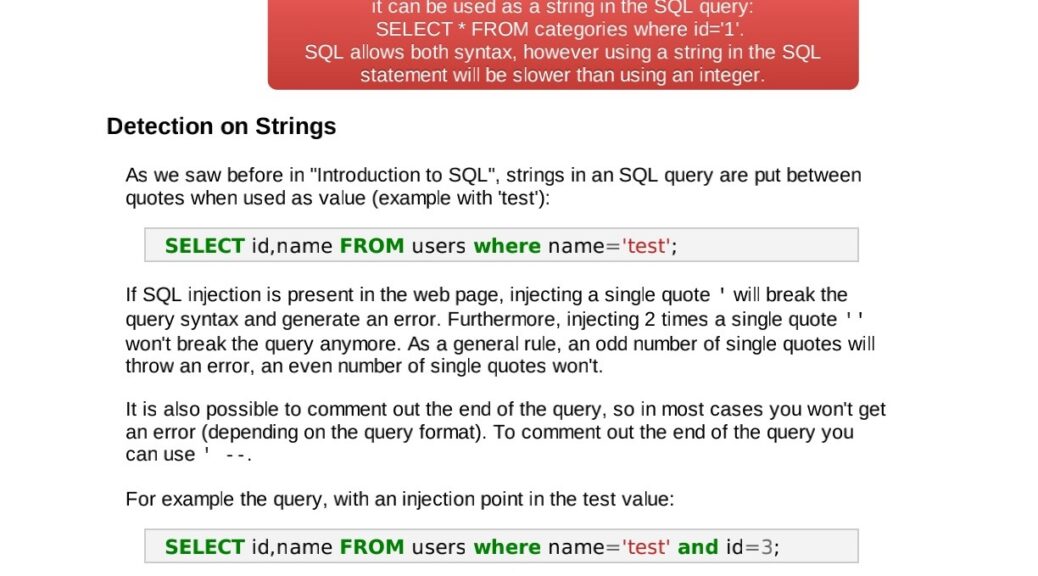 it can be used as a string in the SQL query:
SELECT * FROM categories where id='1'.
SQL allows both syntax, however using a string in the SQL
statement will be slower than using an integer.
Detection on Strings
As we saw before in "Introduction to SQL", strings in an SQL query are put between
quotes when used as value (example with 'test'):
SELECT id,name FROM users where name='test';
If SQL injection is present in the web page, injecting a single quote ' will break the
query syntax and generate an error. Furthermore, injecting 2 times a single quote ' '
won't break the query anymore. As a general rule, an odd number of single quotes will
throw an error, an even number of single quotes won't.
It is also possible to comment out the end of the query, so in most cases you won't get
an error (depending on the query format). To comment out the end of the query you
can use ' --.
For example the query, with an injection point in the test value:
SELECT id,name FROM users where name='test' and id=3;